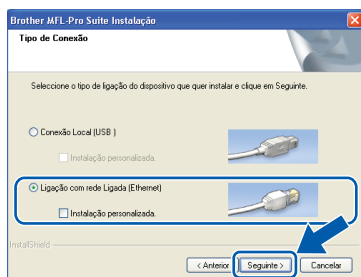 Brother MFL-Pro Suite Instalação
Tipo de Conexão
Seleccione o tipo de ligação do dispositivo que quer instalar e clique em Seguinte.
Conexão Local (USB )
Instalação personalizada.
Ligação com rede Ligada (Ethernet)
Instalação personalizada.
InstallShield
< Anterior
Seguinte >
Cancelar